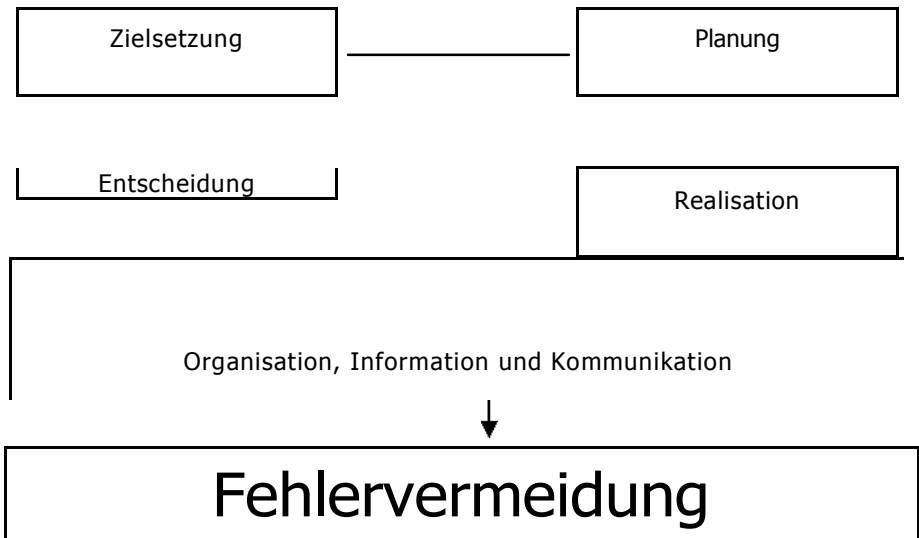 Zielsetzung
Planung
Entscheidung
Realisation
Organisation, Information und Kommunikation
Fehlervermeidung